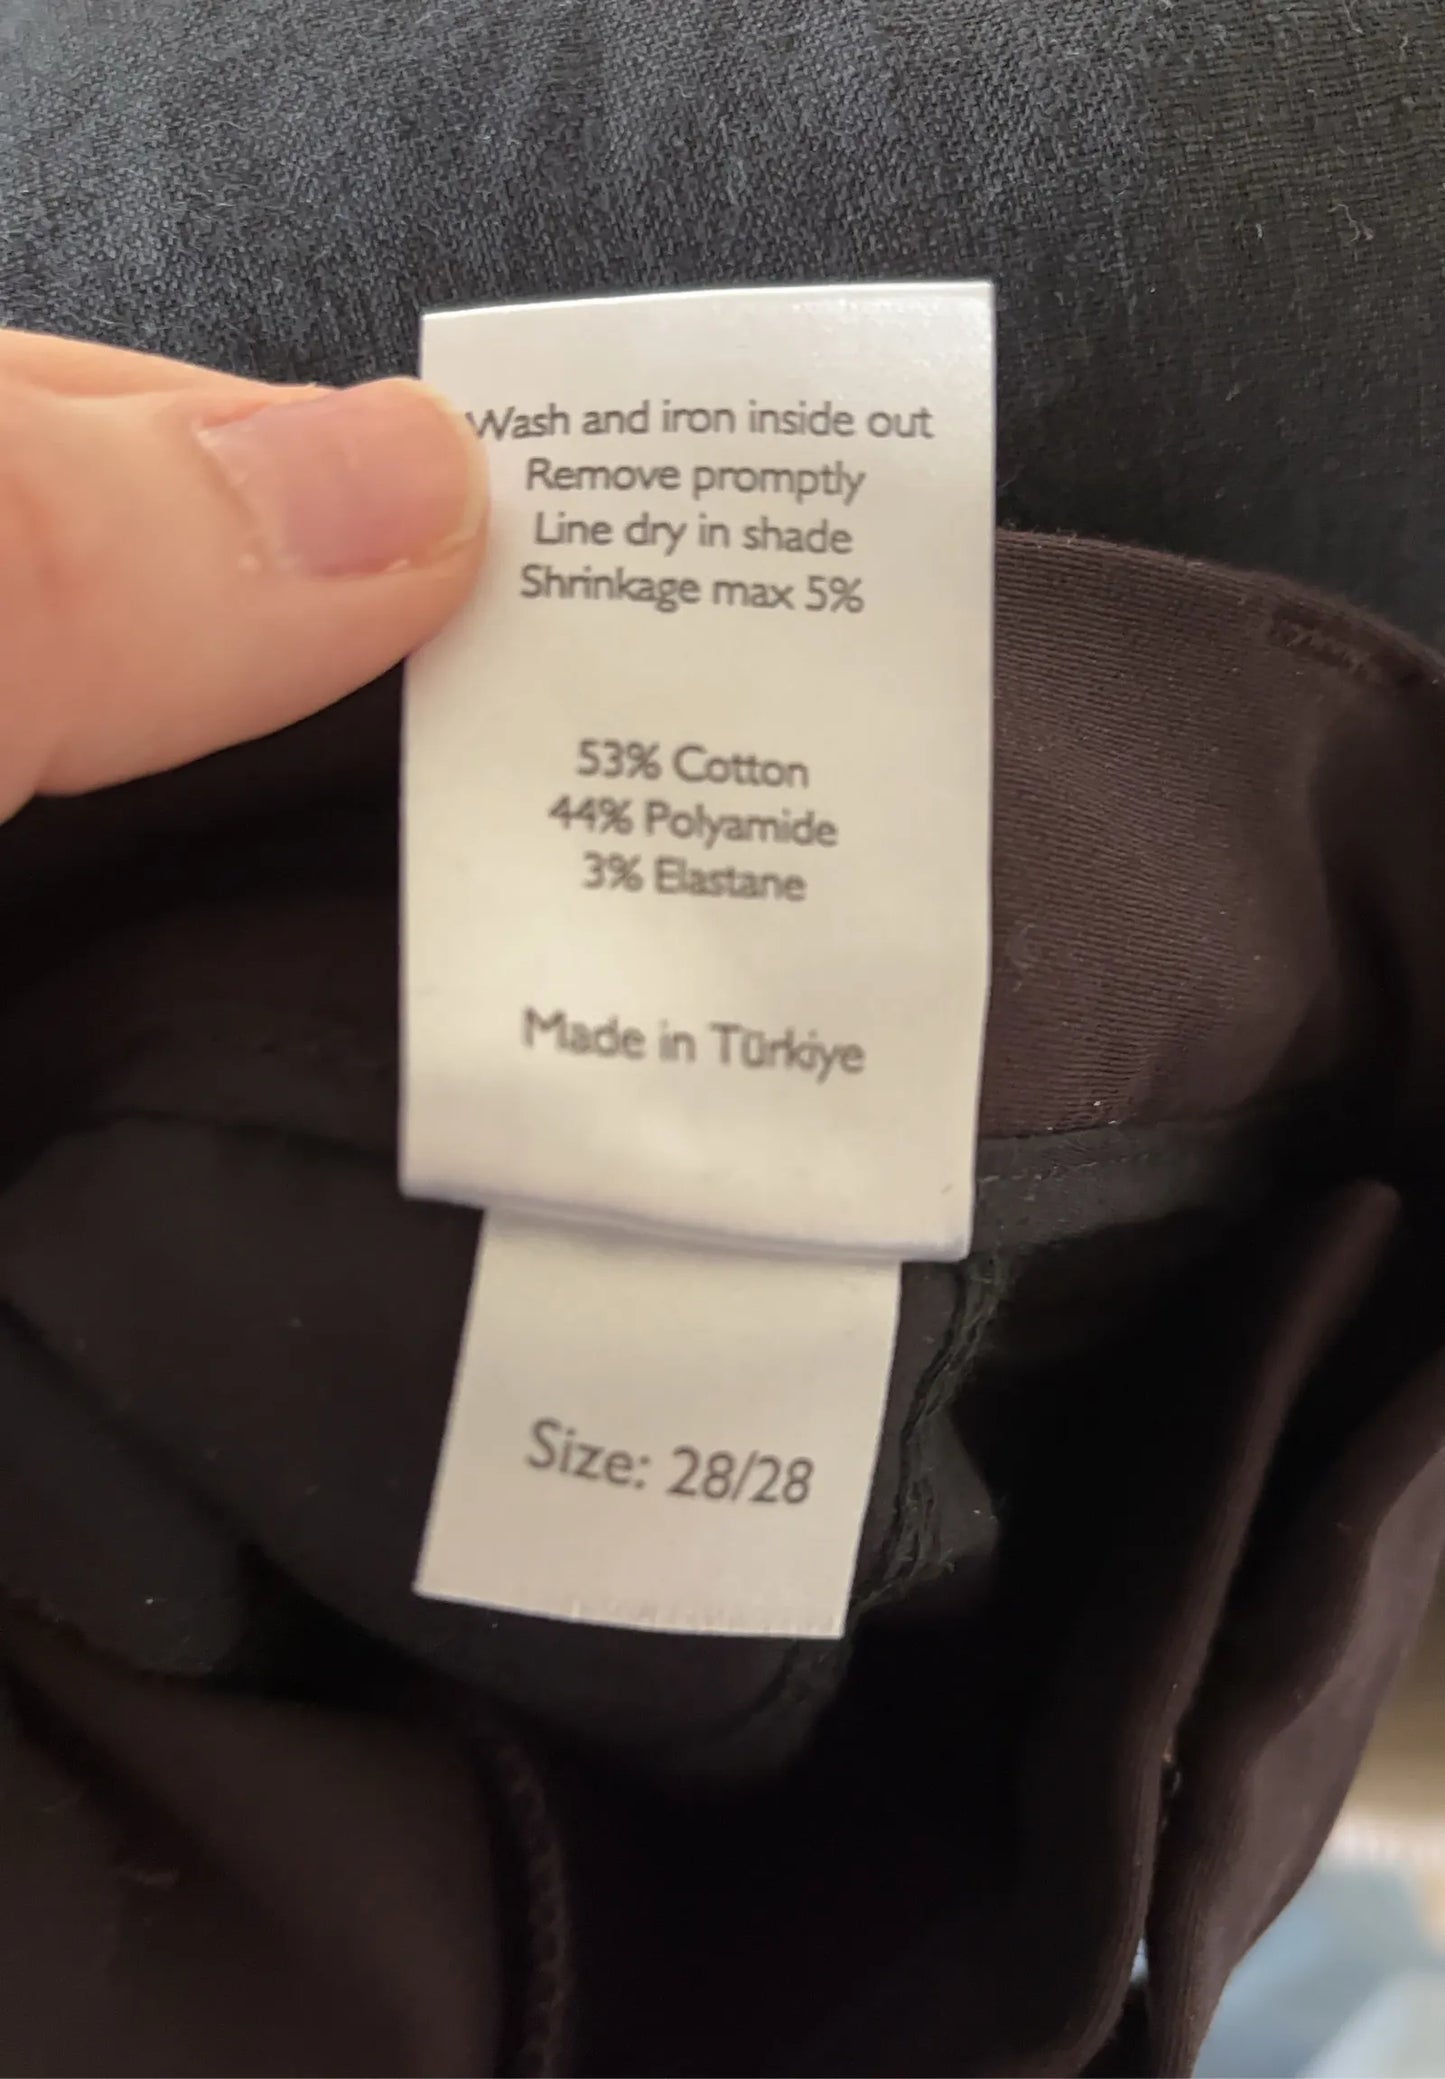 Wash and iron inside out
Remove promptly
Line dry in shade
Shrinkage max 5%
53% Cotton
44% Polyamide
3% Elastane
Made in Türkiye
Size: 28/28